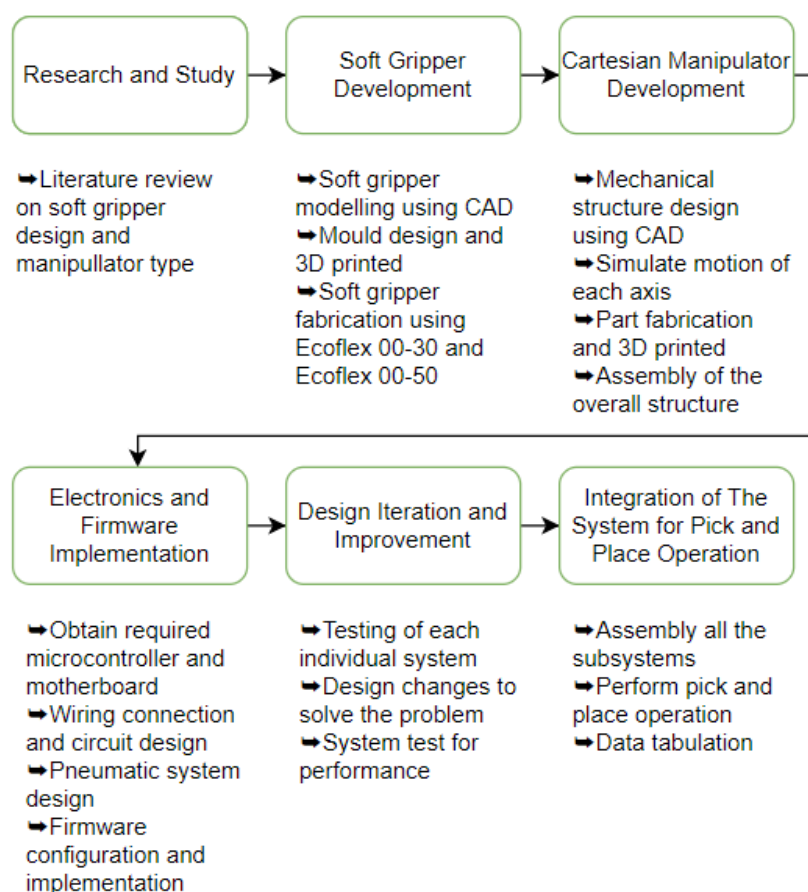 Research and Study
Soft Gripper
Development
Cartesian Manipulator
Development
➥Literature review
on soft gripper
design and
manipullator type
➥Soft gripper
modelling using CAD
➥Mould design and
3D printed
➥Soft gripper
fabrication using
Ecoflex 00-30 and
Ecoflex 00-50
➥Mechanical
structure design
using CAD
➥Simulate motion of
each axis
➥Part fabrication
and 3D printed
➥Assembly of the
overall structure
Electronics and
Firmware
Implementation
Design Iteration and
Improvement
Integration of The
System for Pick and
Place Operation
➥Obtain required
microcontroller and
motherboard
➥Wiring connection
and circuit design
➥Pneumatic system
design
➥Firmware
configuration and
implementation
➥Testing of each
individual system
➥Design changes to
solve the problem
➥System test for
performance
➥Assembly all the
subsystems
➥Perform pick and
place operation
➥Data tabulation